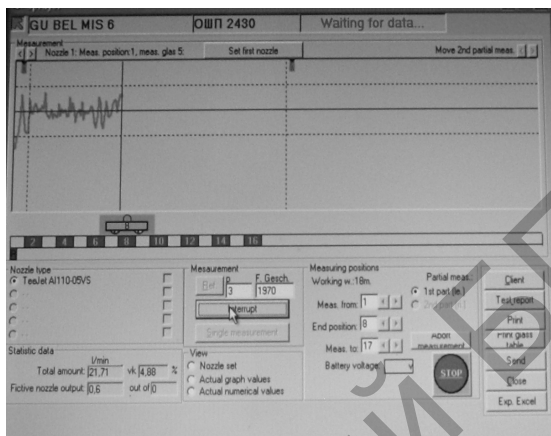 GU BEL MIS 6
ОШП 2430
Waiting for data...
Measurement
Nozzle 1: Meas. position:1, meas. glas 5:
Set first nozzle
Move 2nd partial meas.
8
2 4 6 8 10 12 14 16
Nozzle type
TeeJet AI110-05VS
Measurement
p
F. Gesch.
3
1970
Interrupt
Single measurement
Measuring positions
Working w.:18m.
Partial meas.:
1st part (le.)
Meas. from: 1
End position 8
Meas. to: 17
Abort
measurement
Battery voltage:
STOP
Client
Test report
Print
Print glass
table
Send
Close
Exp. Excel
Statistic data
l/min
Total amount: 21,71
vk 4,88 %
Fictive nozzle output: 0,6
out of 0
View
Nozzle set
Actual graph values
Actual numerical values